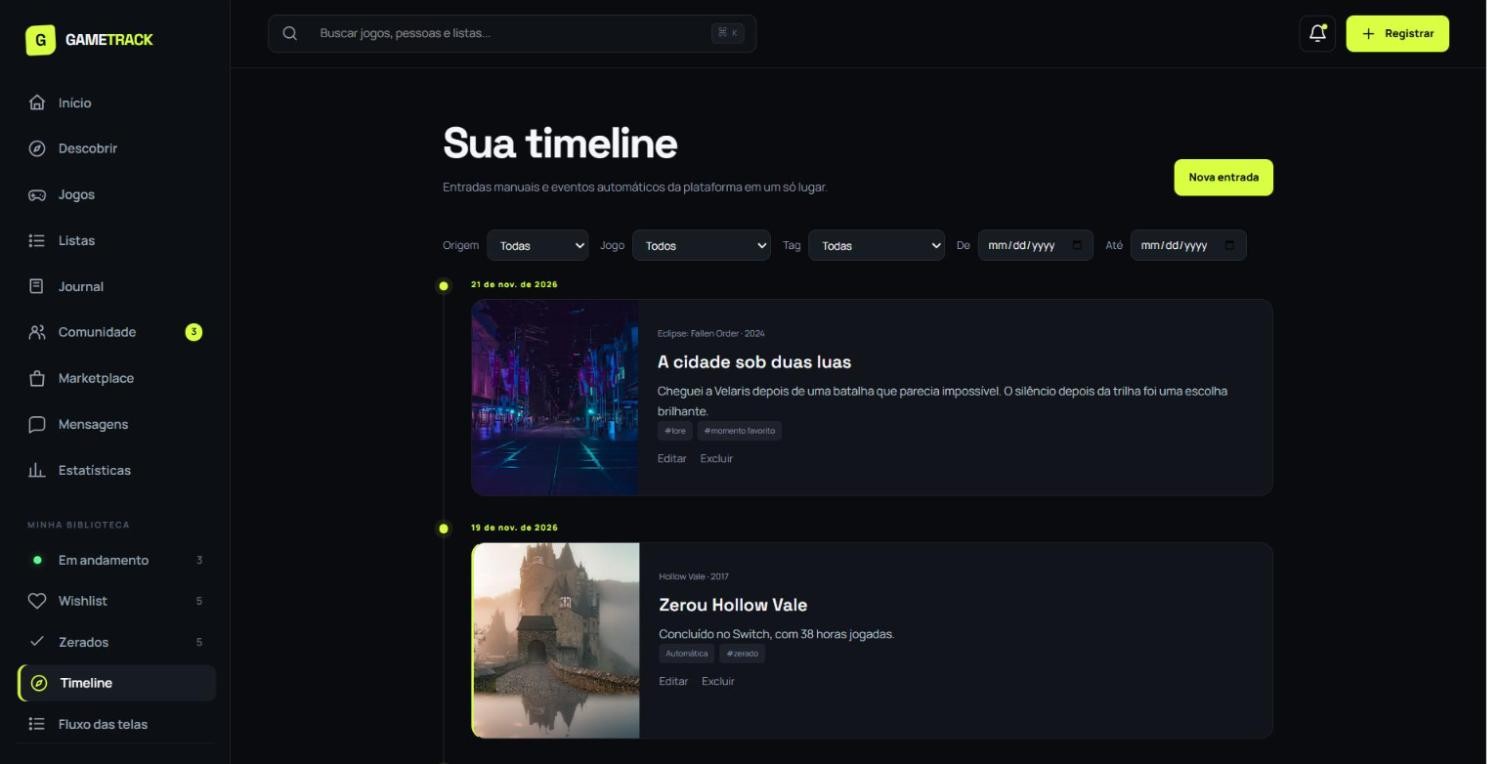 G GAMETRACK
Buscar jogos, pessoas e listas...
⌘ K
Registrar
Início
Descobrir
Jogos
Listas
Journal
Comunidade 3
Marketplace
Mensagens
Estatísticas
MINHA BIBLIOTECA
Em andamento 3
Wishlist 5
Zerados 5
Timeline
Fluxo das telas
Sua timeline
Entradas manuais e eventos automáticos da plataforma em um só lugar.
Nova entrada
Origem Todas Jogo Todos Tag Todas De mm/dd/yyyy Até mm/dd/yyyy
21 de nov. de 2026
Eclipse: Fallen Order · 2024
A cidade sob duas luas
Cheguei a Velaris depois de uma batalha que parecia impossível. O silêncio depois da trilha foi uma escolha
brilhante.
#lore #momento favorito
Editar Excluir
19 de nov. de 2026
Hollow Vale · 2017
Zerou Hollow Vale
Concluído no Switch, com 38 horas jogadas.
Automática #zerado
Editar Excluir